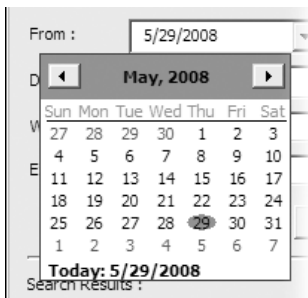 From : 5/29/2008
D
May, 2008
W
Sun Mon Tue Wed Thu Fri Sat
27 28 29 30 1 2 3
4 5 6 7 8 9 10
E
11 12 13 14 15 16 17
18 19 20 21 22 23 24
25 26 27 28 29 30 31
1 2 3 4 5 6 7
Today: 5/29/2008
Search Results :